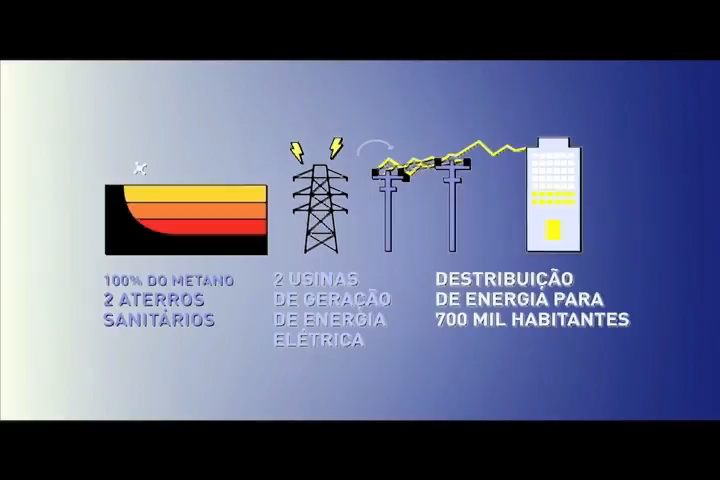 100% DO METANO
2 ATERROS
SANITÁRIOS
2 USINAS
DE GERAÇÃO
DE ENERGIA
ELÉTRICA
DESTRIBUIÇÃO
DE ENERGIA PARA
700 MIL HABITANTES